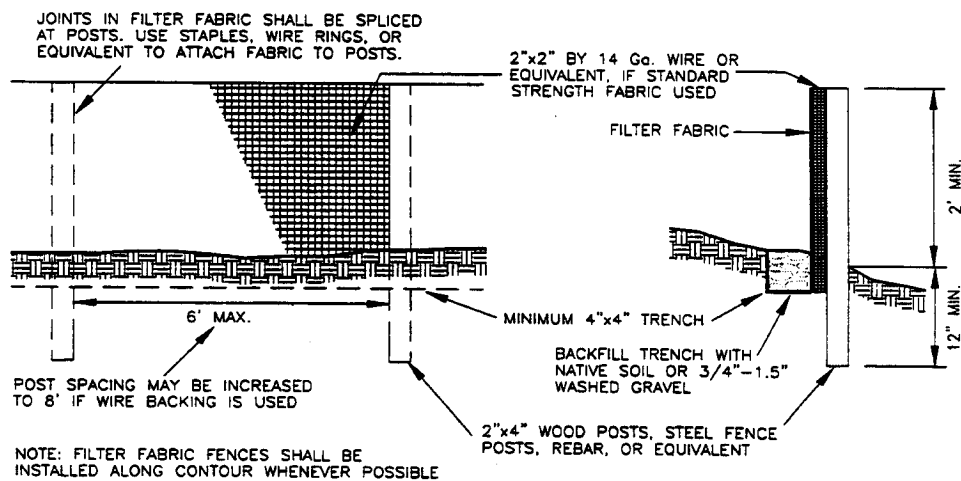 JOINTS IN FILTER FABRIC SHALL BE SPLICED
AT POSTS. USE STAPLES, WIRE RINGS, OR
EQUIVALENT TO ATTACH FABRIC TO POSTS.
2"x2" BY 14 Ga. WIRE OR
EQUIVALENT, IF STANDARD
STRENGTH FABRIC USED
FILTER FABRIC
2' MIN.
6' MAX.
MINIMUM 4"x4" TRENCH
12" MIN.
BACKFILL TRENCH WITH
NATIVE SOIL OR 3/4"-1.5"
WASHED GRAVEL
POST SPACING MAY BE INCREASED
TO 8' IF WIRE BACKING IS USED
2"x4" WOOD POSTS, STEEL FENCE
POSTS, REBAR, OR EQUIVALENT
NOTE: FILTER FABRIC FENCES SHALL BE
INSTALLED ALONG CONTOUR WHENEVER POSSIBLE